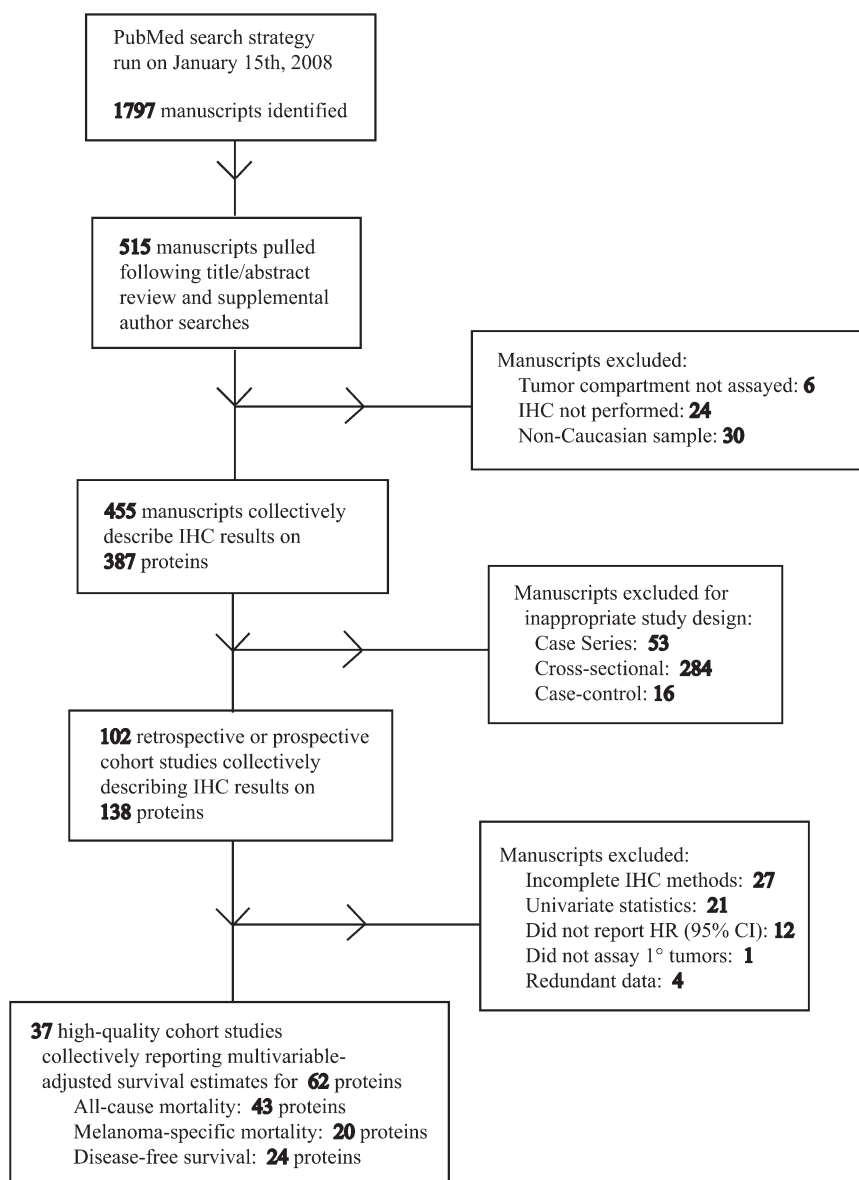 PubMed search strategy
run on January 15th, 2008
1797 manuscripts identified
515 manuscripts pulled
following title/abstract
review and supplemental
author searches
Manuscripts excluded:
Tumor compartment not assayed: 6
IHC not performed: 24
Non-Caucasian sample: 30
455 manuscripts collectively
describe IHC results on
387 proteins
Manuscripts excluded for
inappropriate study design:
Case Series: 53
Cross-sectional: 284
Case-control: 16
102 retrospective or prospective
cohort studies collectively
describing IHC results on
138 proteins
Manuscripts excluded:
Incomplete IHC methods: 27
Univariate statistics: 21
Did not report HR (95% CI): 12
Did not assay 1° tumors: 1
Redundant data: 4
37 high-quality cohort studies
collectively reporting multivariable-
adjusted survival estimates for 62 proteins
All-cause mortality: 43 proteins
Melanoma-specific mortality: 20 proteins
Disease-free survival: 24 proteins